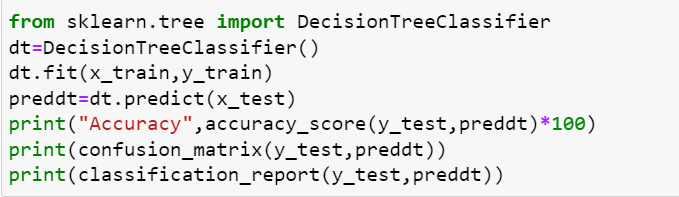 from sklearn.tree import DecisionTreeClassifier
dt=DecisionTreeClassifier()
dt.fit(x_train,y_train)
preddt=dt.predict(x_test)
print("Accuracy",accuracy_score(y_test,preddt)*100)
print(confusion_matrix(y_test,preddt))
print(classification_report(y_test,preddt))